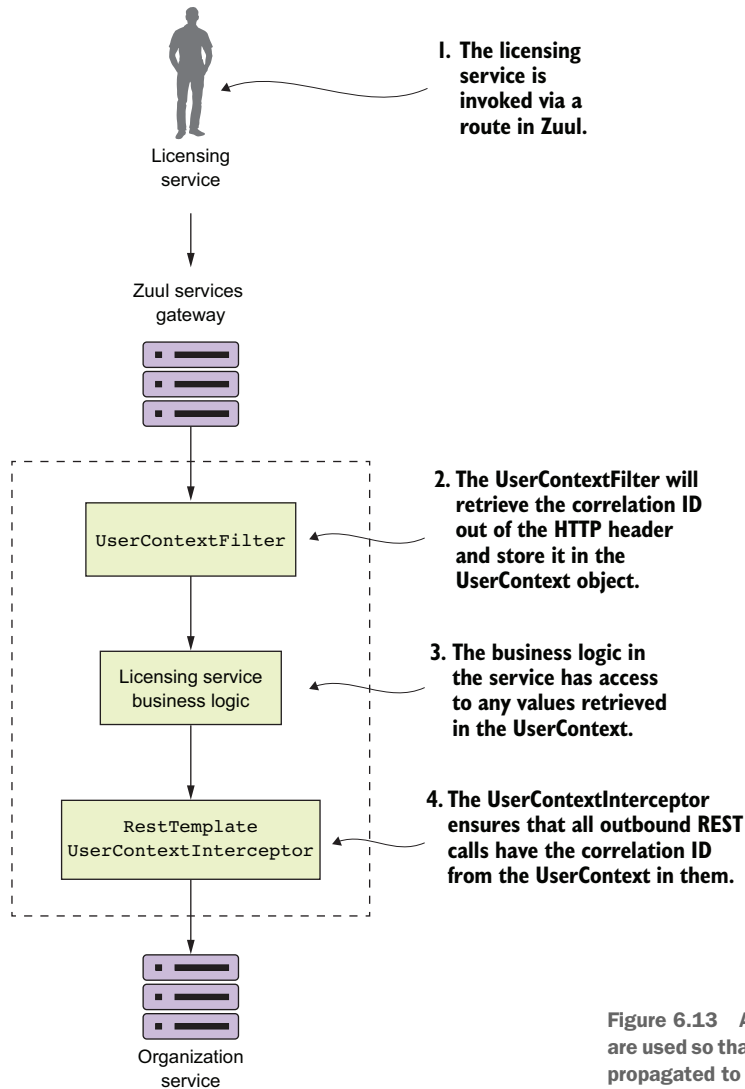 1. The licensing
service is
invoked via a
route in Zuul.
Licensing
service
Zuul services
gateway
UserContextFilter
2. The UserContextFilter will
retrieve the correlation ID
out of the HTTP header
and store it in the
UserContext object.
Licensing service
business logic
3. The business logic in
the service has access
to any values retrieved
in the UserContext.
RestTemplate
UserContextInterceptor
4. The UserContextInterceptor
ensures that all outbound REST
calls have the correlation ID
from the UserContext in them.
Organization
service
Figure 6.13 A
are used so tha
propagated to